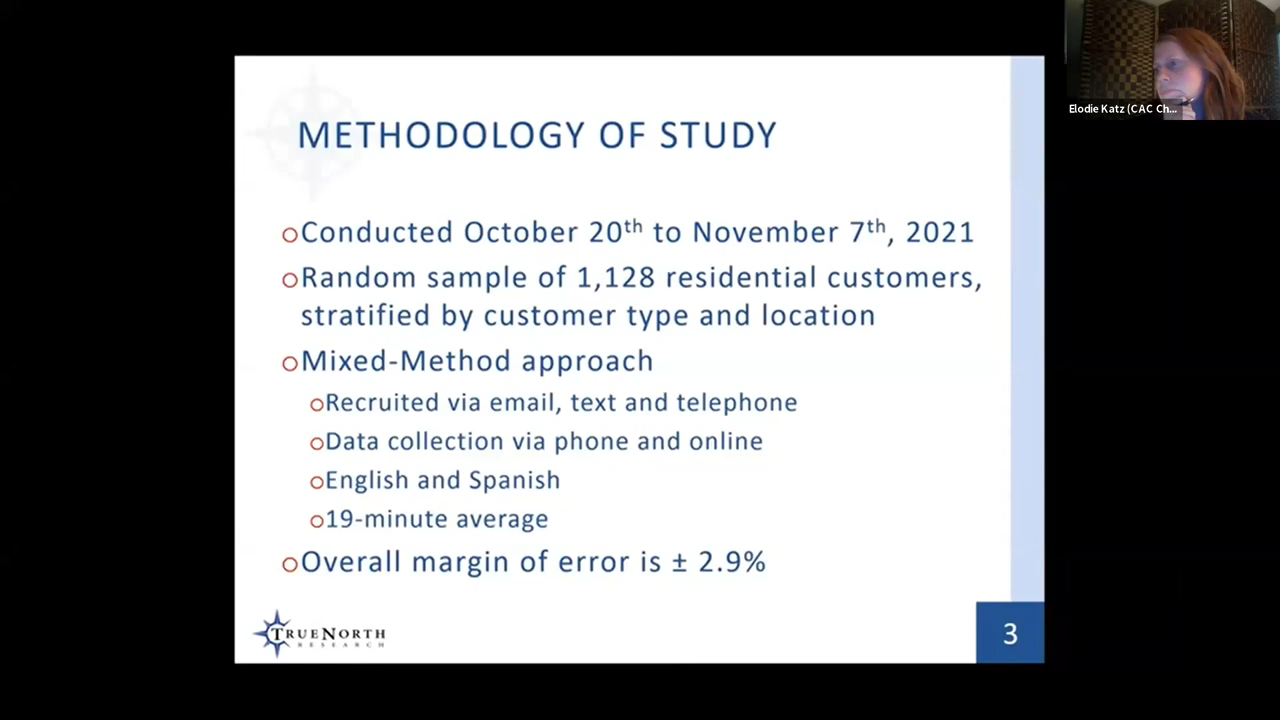 METHODOLOGY OF STUDY
Conducted October 20th to November 7th, 2021
Random sample of 1,128 residential customers,
stratified by customer type and location
Mixed-Method approach
Recruited via email, text and telephone
Data collection via phone and online
English and Spanish
19-minute average
Overall margin of error is ± 2.9%
TRUENORTH
RESEARCH
3
Elodie Katz (CAC Ch...